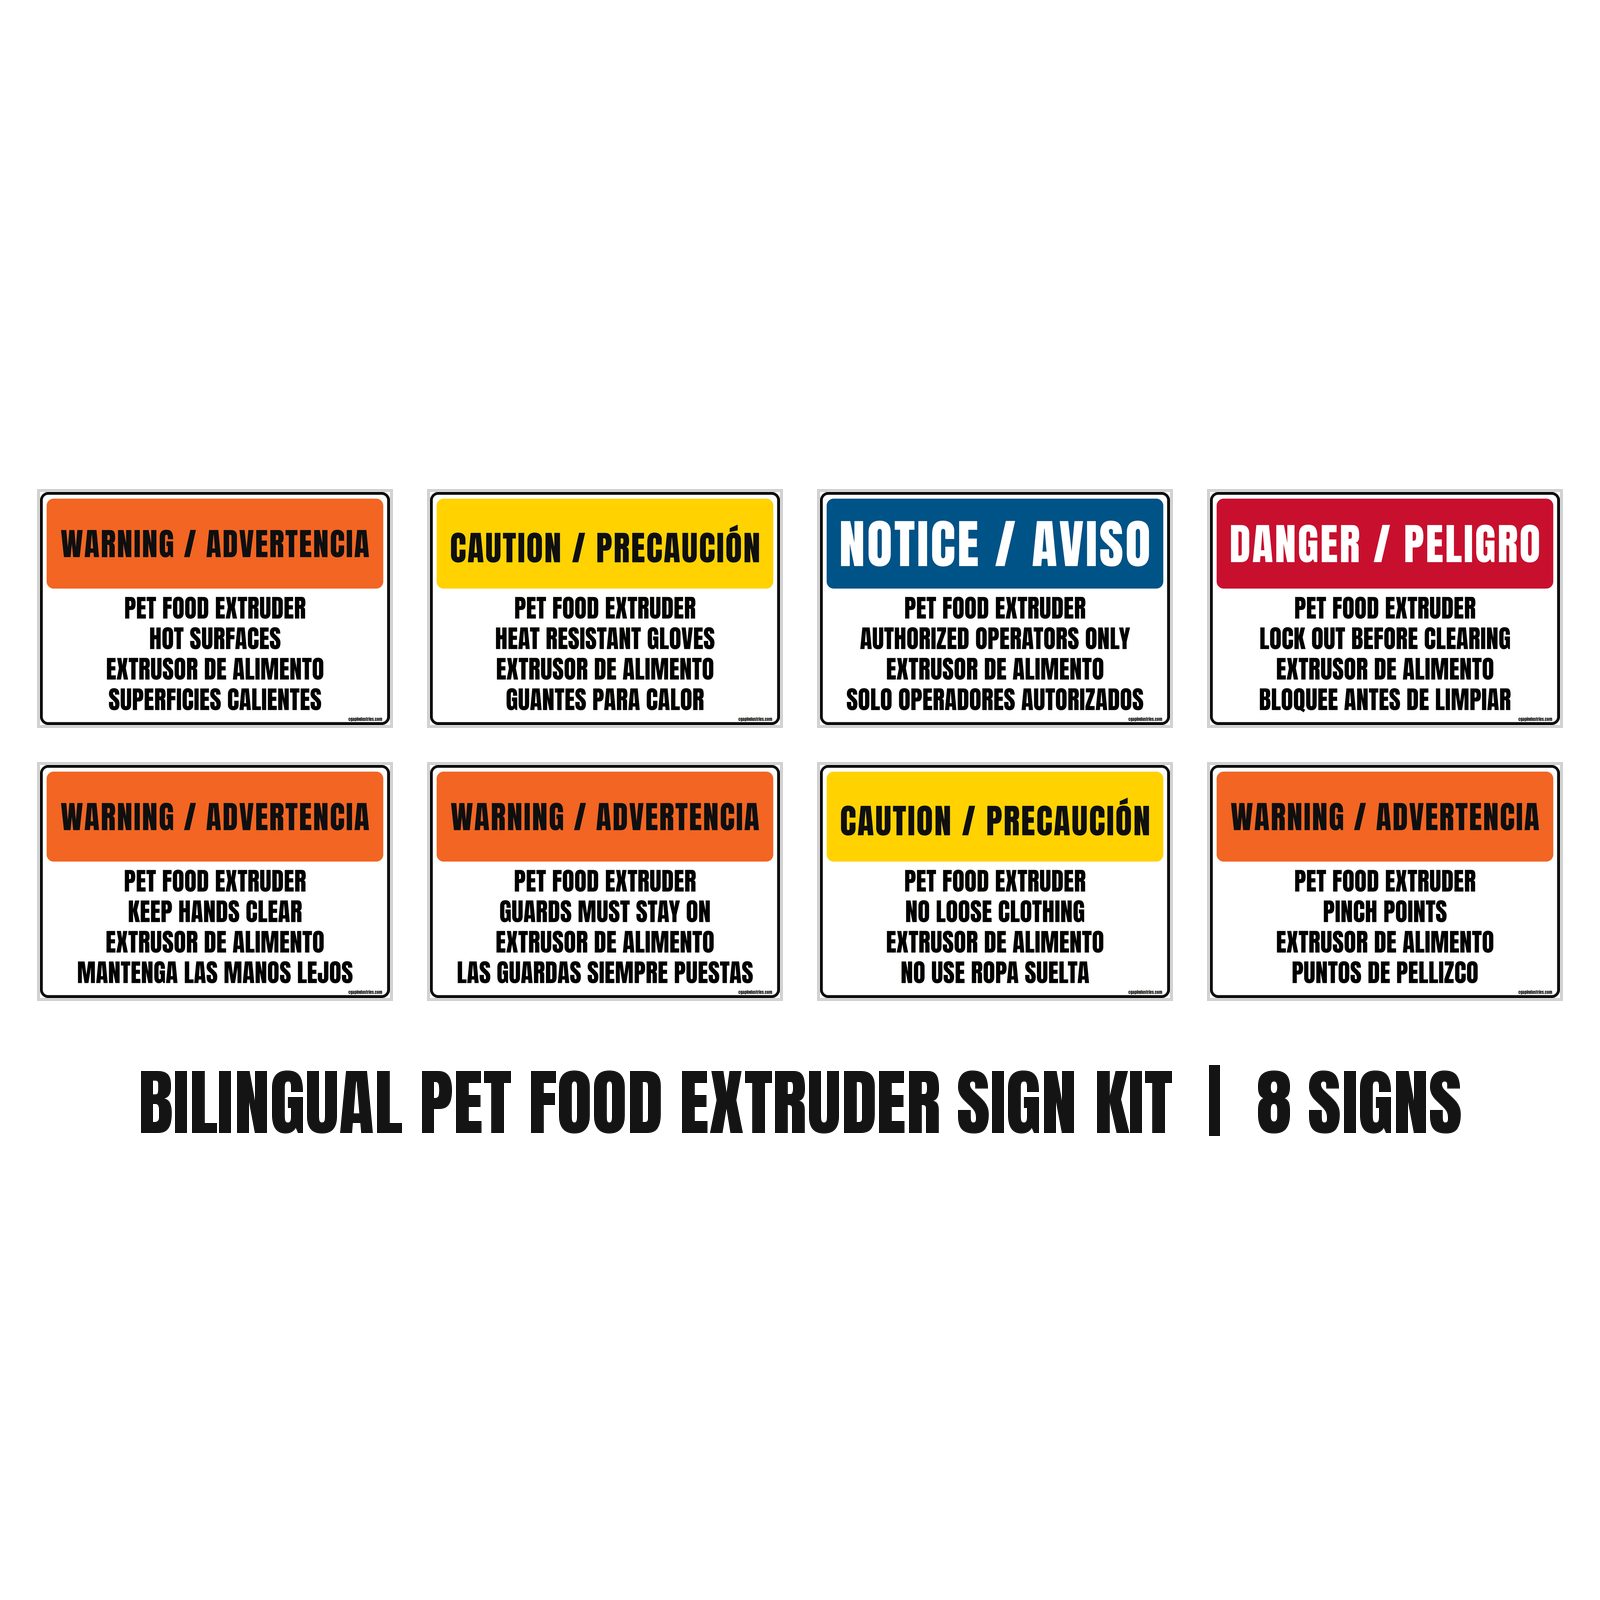 WARNING / ADVERTENCIA
PET FOOD EXTRUDER
HOT SURFACES
EXTRUSOR DE ALIMENTO
SUPERFICIES CALIENTES
CAUTION / PRECAUCIÓN
PET FOOD EXTRUDER
HEAT RESISTANT GLOVES
EXTRUSOR DE ALIMENTO
GUANTES PARA CALOR
NOTICE / AVISO
PET FOOD EXTRUDER
AUTHORIZED OPERATORS ONLY
EXTRUSOR DE ALIMENTO
SOLO OPERADORES AUTORIZADOS
DANGER / PELIGRO
PET FOOD EXTRUDER
LOCK OUT BEFORE CLEARING
EXTRUSOR DE ALIMENTO
BLOQUEE ANTES DE LIMPIAR
WARNING / ADVERTENCIA
PET FOOD EXTRUDER
KEEP HANDS CLEAR
EXTRUSOR DE ALIMENTO
MANTENGA LAS MANOS LEJOS
WARNING / ADVERTENCIA
PET FOOD EXTRUDER
GUARDS MUST STAY ON
EXTRUSOR DE ALIMENTO
LAS GUARDAS SIEMPRE PUESTAS
CAUTION / PRECAUCIÓN
PET FOOD EXTRUDER
NO LOOSE CLOTHING
EXTRUSOR DE ALIMENTO
NO USE ROPA SUELTA
WARNING / ADVERTENCIA
PET FOOD EXTRUDER
PINCH POINTS
EXTRUSOR DE ALIMENTO
PUNTOS DE PELLIZCO
BILINGUAL PET FOOD EXTRUDER SIGN KIT | 8 SIGNS